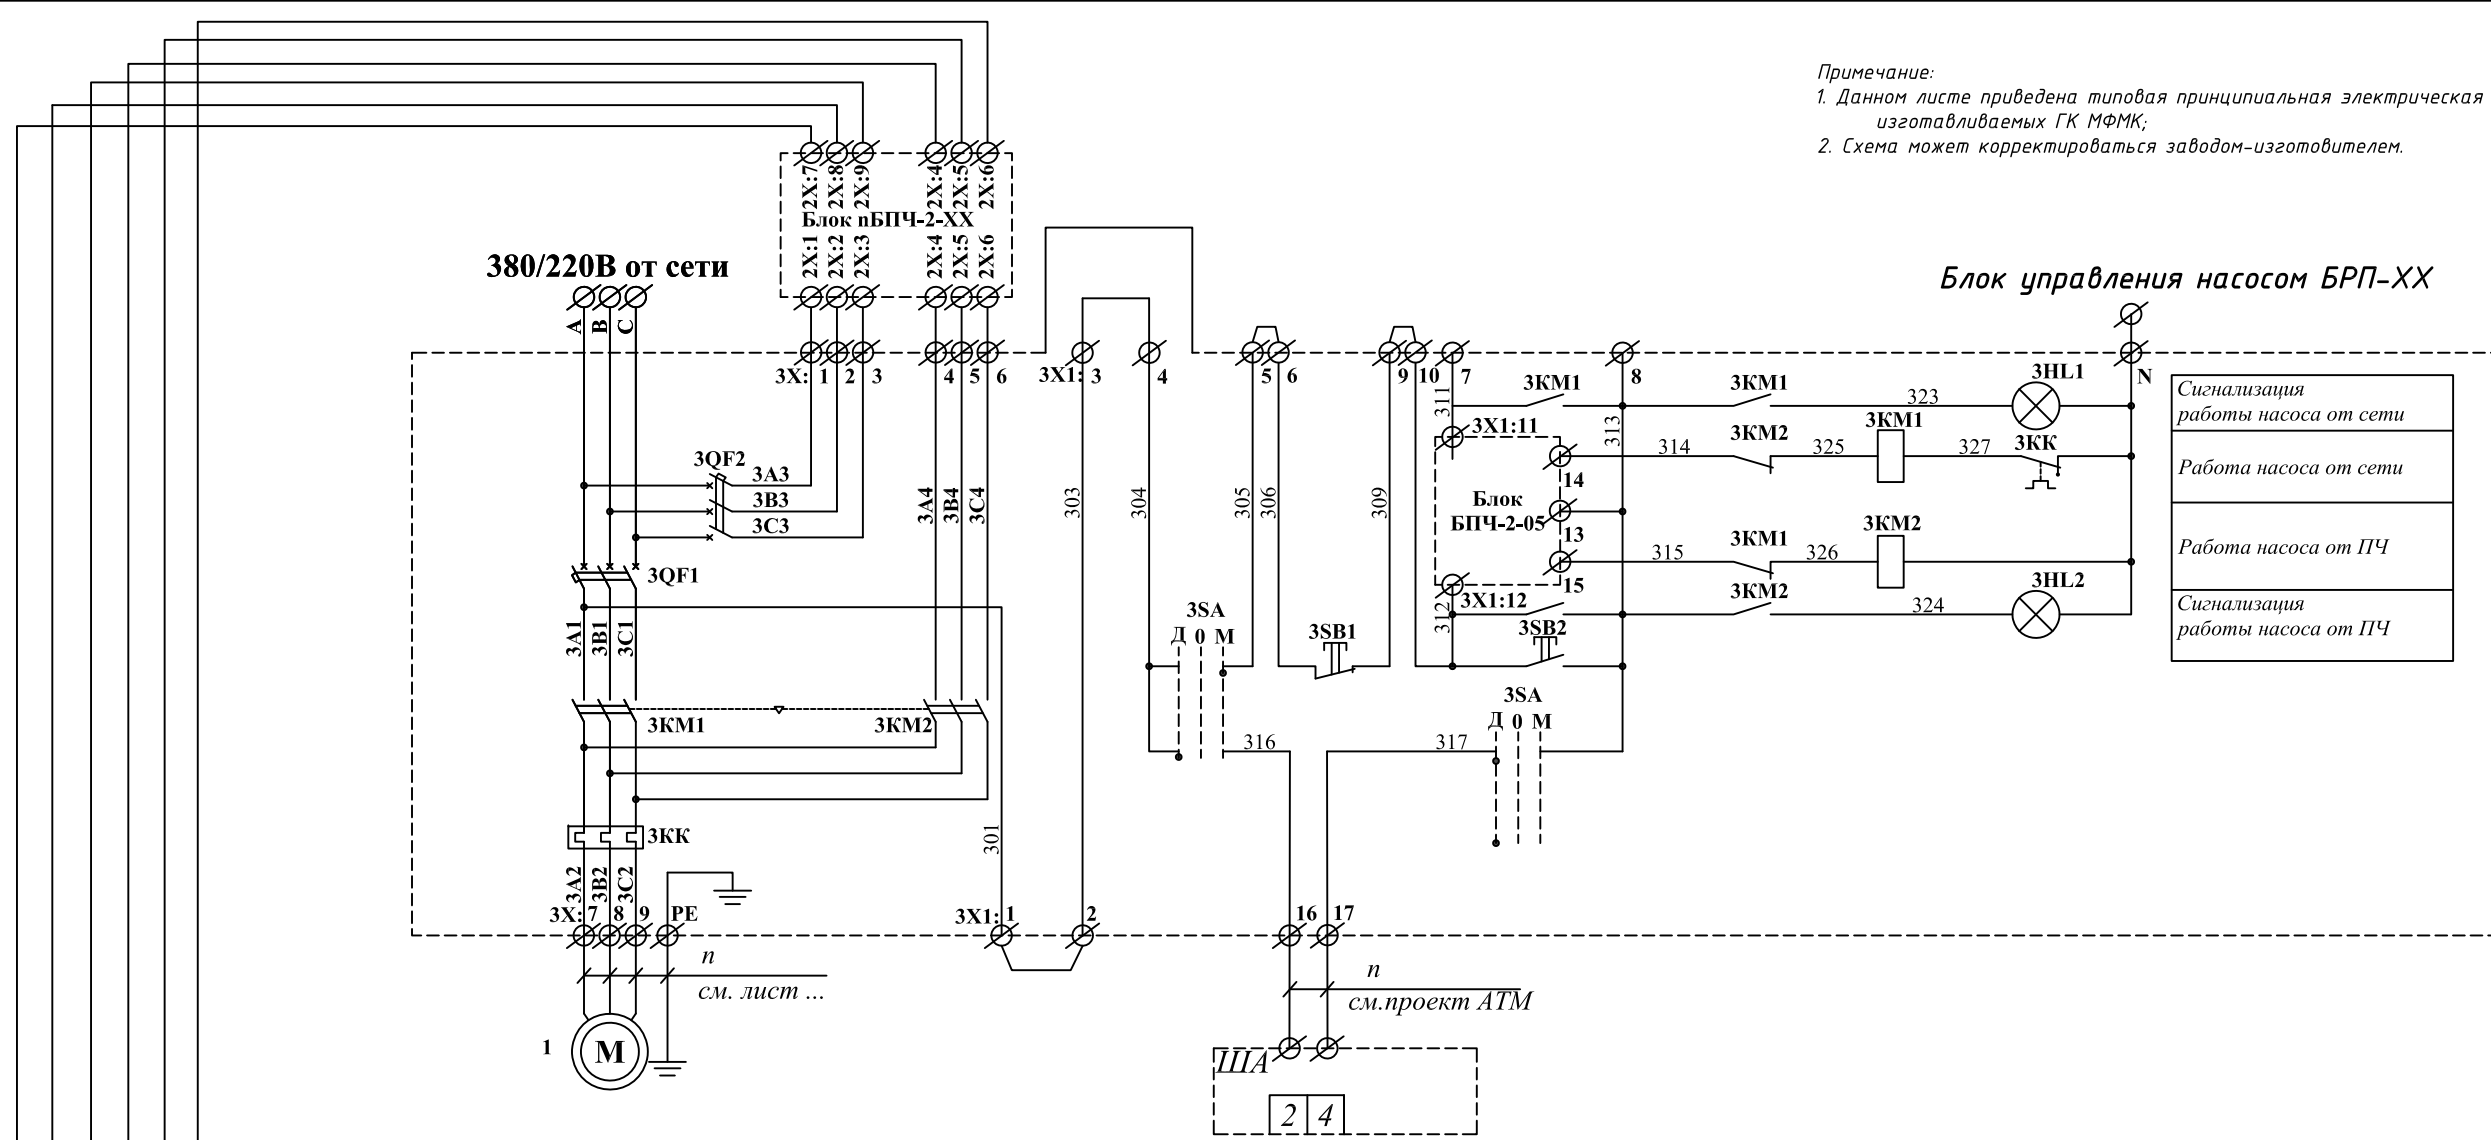 Примечание:
1. Данном листе приведена типовая принципиальная электрическая
изготавливаемых ГК МФМК;
2. Схема может корректироваться заводом-изготовителем.
2X:7 2X:8 2X:9 2X:4 2X:5 2X:6
Блок nБПЧ-2-ХХ
2X:1 2X:2 2X:3 2X:4 2X:5 2X:6
380/220В от сети
A B C
Блок управления насосом БРП-ХХ
3X: 1 2 3 4 5 6
3X1: 3 4 5 6 9 10 7 8 N
3KM1 3KM1 323 3HL1
311 313
3X1:11
314 3KM2 325 3KM1 327 3KK
14
Блок
БПЧ-2-05
13
315 3KM1 326 3KM2
15
3X1:12
312
3KM2 324 3HL2
Сигнализация
работы насоса от сети
Работа насоса от сети
Работа насоса от ПЧ
Сигнализация
работы насоса от ПЧ
3QF2
3A3
3B3
3C3
3A4 3B4 3C4
303 304 305 306 309
3QF1
3A1 3B1 3C1
3SA
Д 0 М
3SB1
3SB2
3KM1 3KM2
316 317
3SA
Д 0 М
3KK
301
3A2 3B2 3C2
3X: 7 8 9 PE
3X1: 1 2 16 17
n
см. лист ...
n
см.проект АТМ
1 M
ША
2 4